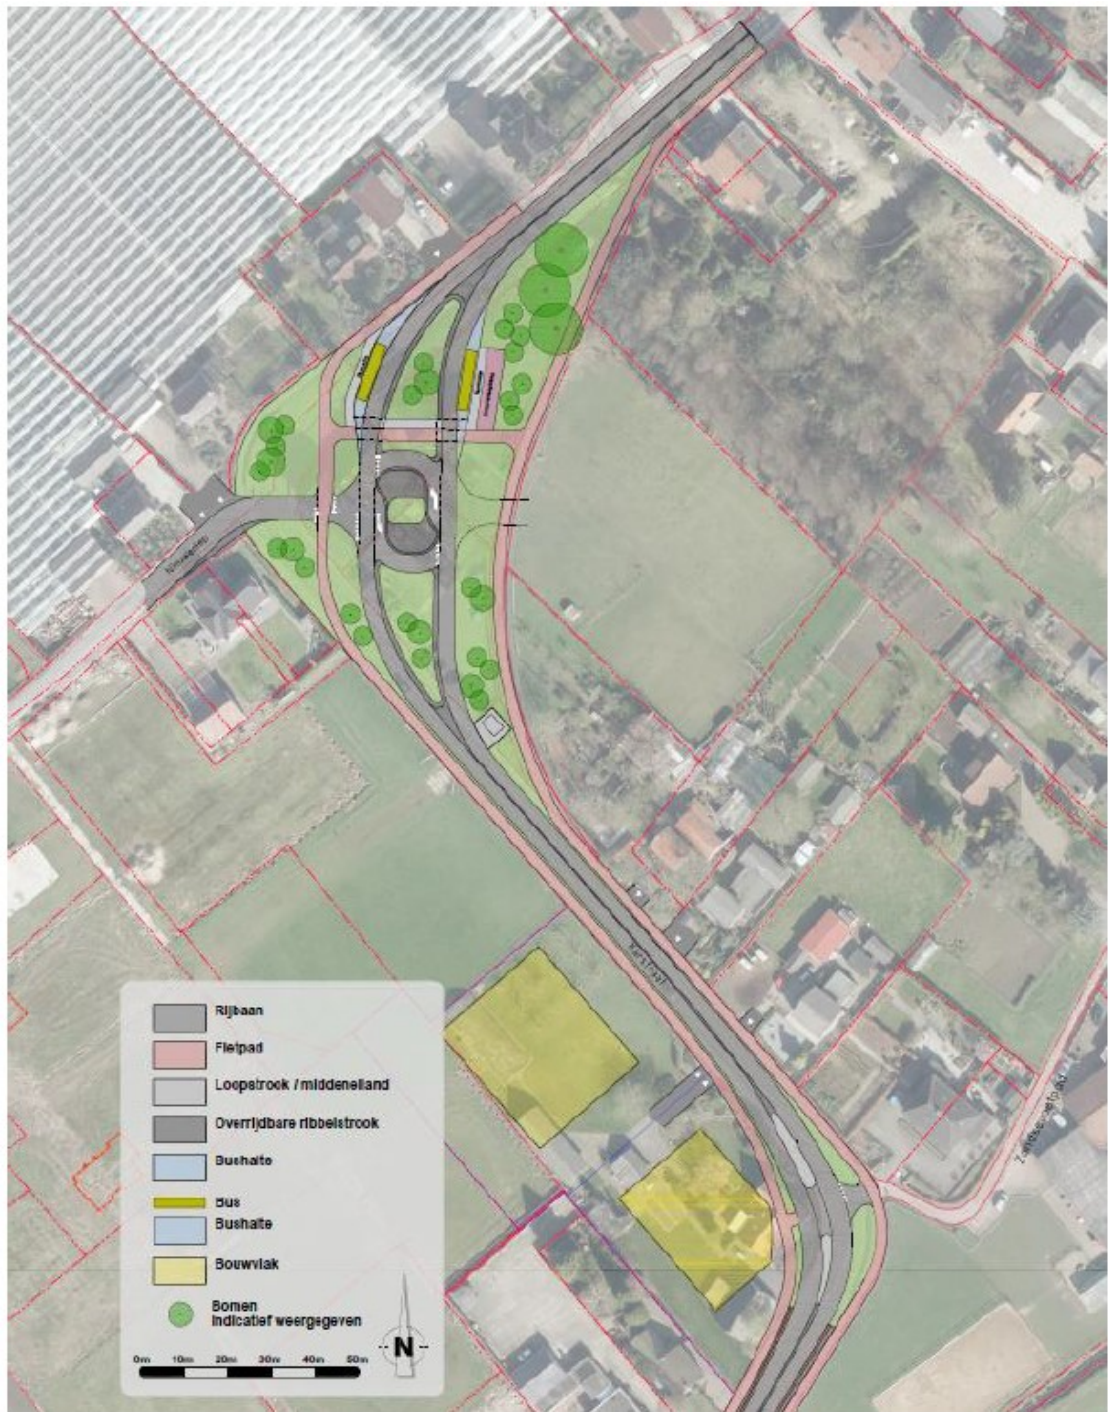 Karstraat
Rijbaan
Fietpad
Loopstrook / middeneiland
Overrijdbare ribbelstrook
Bushalte
Bus
Bushalte
Bouwvlak
Bomen
Indicatief weergegeven
N
0m 10m 20m 30m 40m 50m